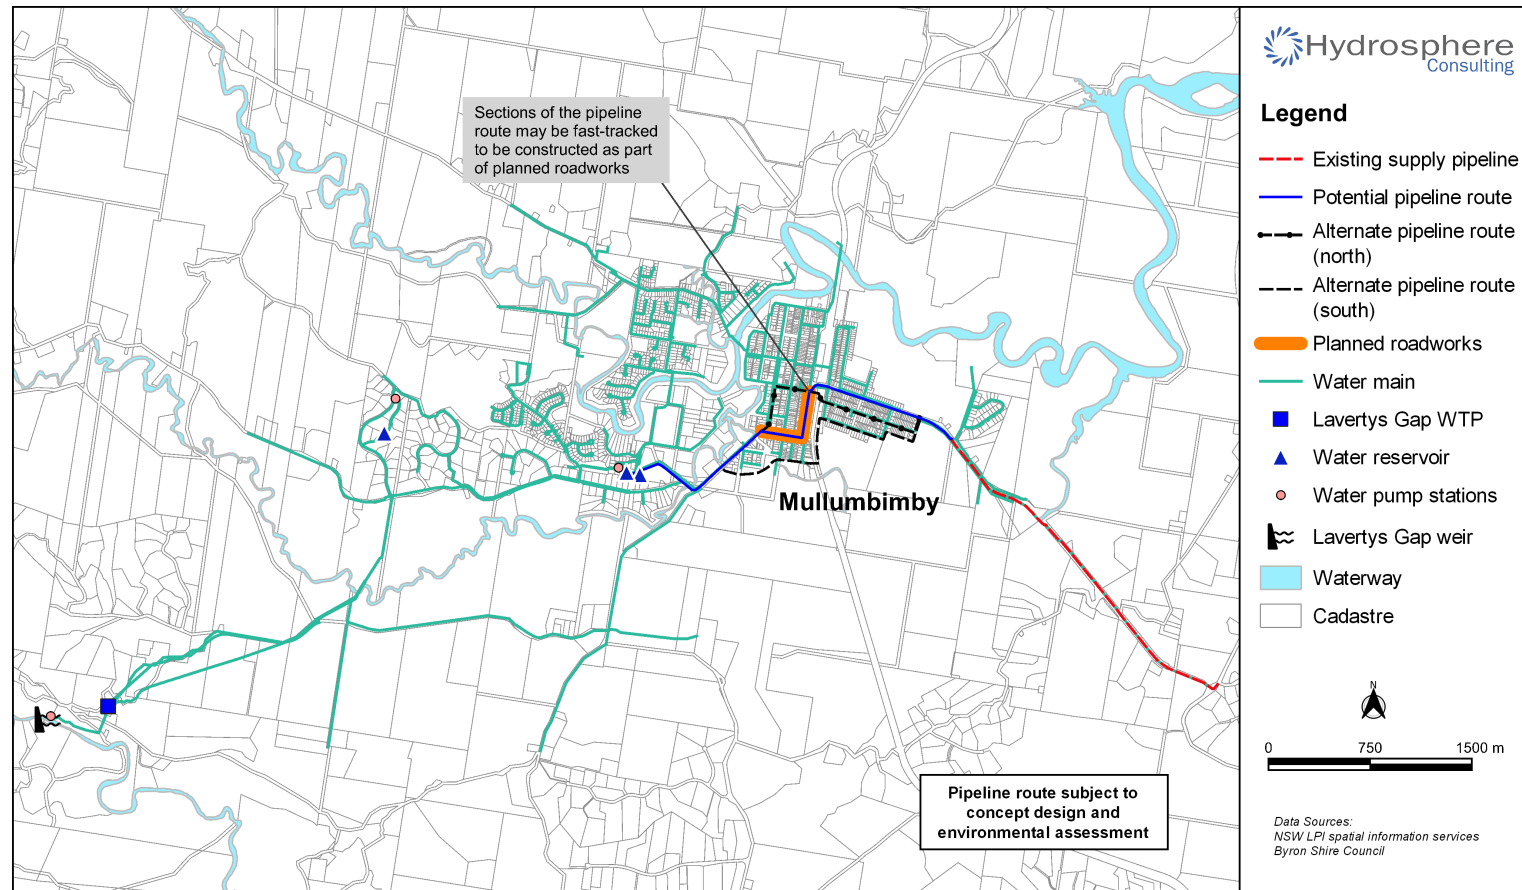 Sections of the pipeline
route may be fast-tracked
to be constructed as part
of planned roadworks
Mullumbimby
Pipeline route subject to
concept design and
environmental assessment
Hydrosphere
Consulting
Legend
Existing supply pipeline
Potential pipeline route
Alternate pipeline route
(north)
Alternate pipeline route
(south)
Planned roadworks
Water main
Lavertys Gap WTP
Water reservoir
Water pump stations
Lavertys Gap weir
Waterway
Cadastre
N
0 750 1500 m
Data Sources:
NSW LPI spatial information services
Byron Shire Council